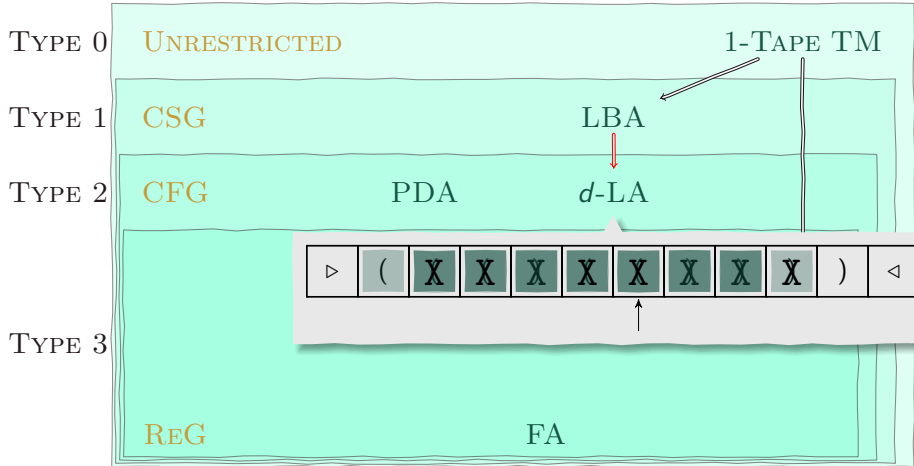 TYPE 0 UNRESTRICTED 1-TAPE TM
TYPE 1 CSG LBA
TYPE 2 CFG PDA d-LA
▷ ( X X X X X X X X ) ◁
TYPE 3
REG FA